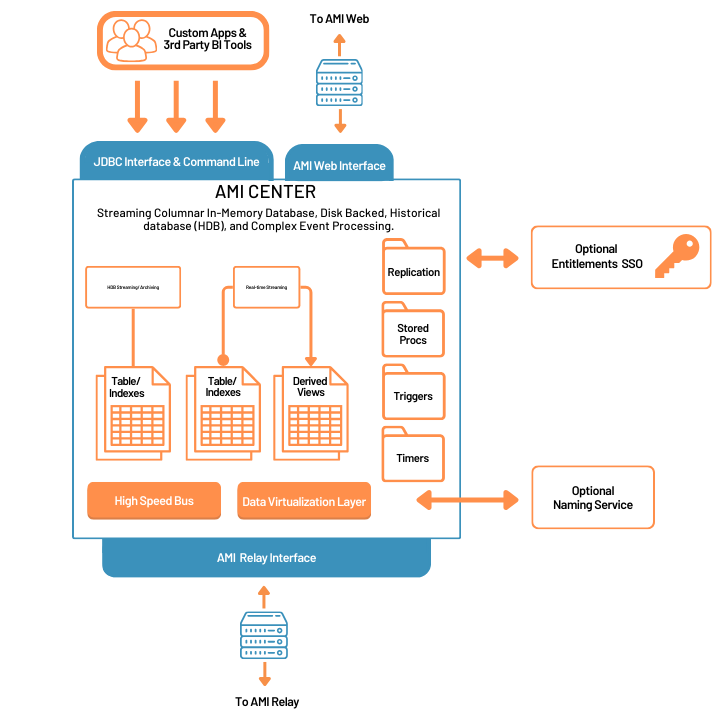 To AMI Web
Custom Apps &
3rd Party BI Tools
JDBC Interface & Command Line
AMI Web Interface
AMI CENTER
Streaming Columnar In-Memory Database, Disk Backed, Historical
database (HDB), and Complex Event Processing.
HDB Streaming/Archiving
Real-time Streaming
Replication
Stored
Procs
Triggers
Timers
Table/
Indexes
Table/
Indexes
Derived
Views
High Speed Bus
Data Virtualization Layer
Optional
Entitlements SSO
Optional
Naming Service
AMI Relay Interface
To AMI Relay